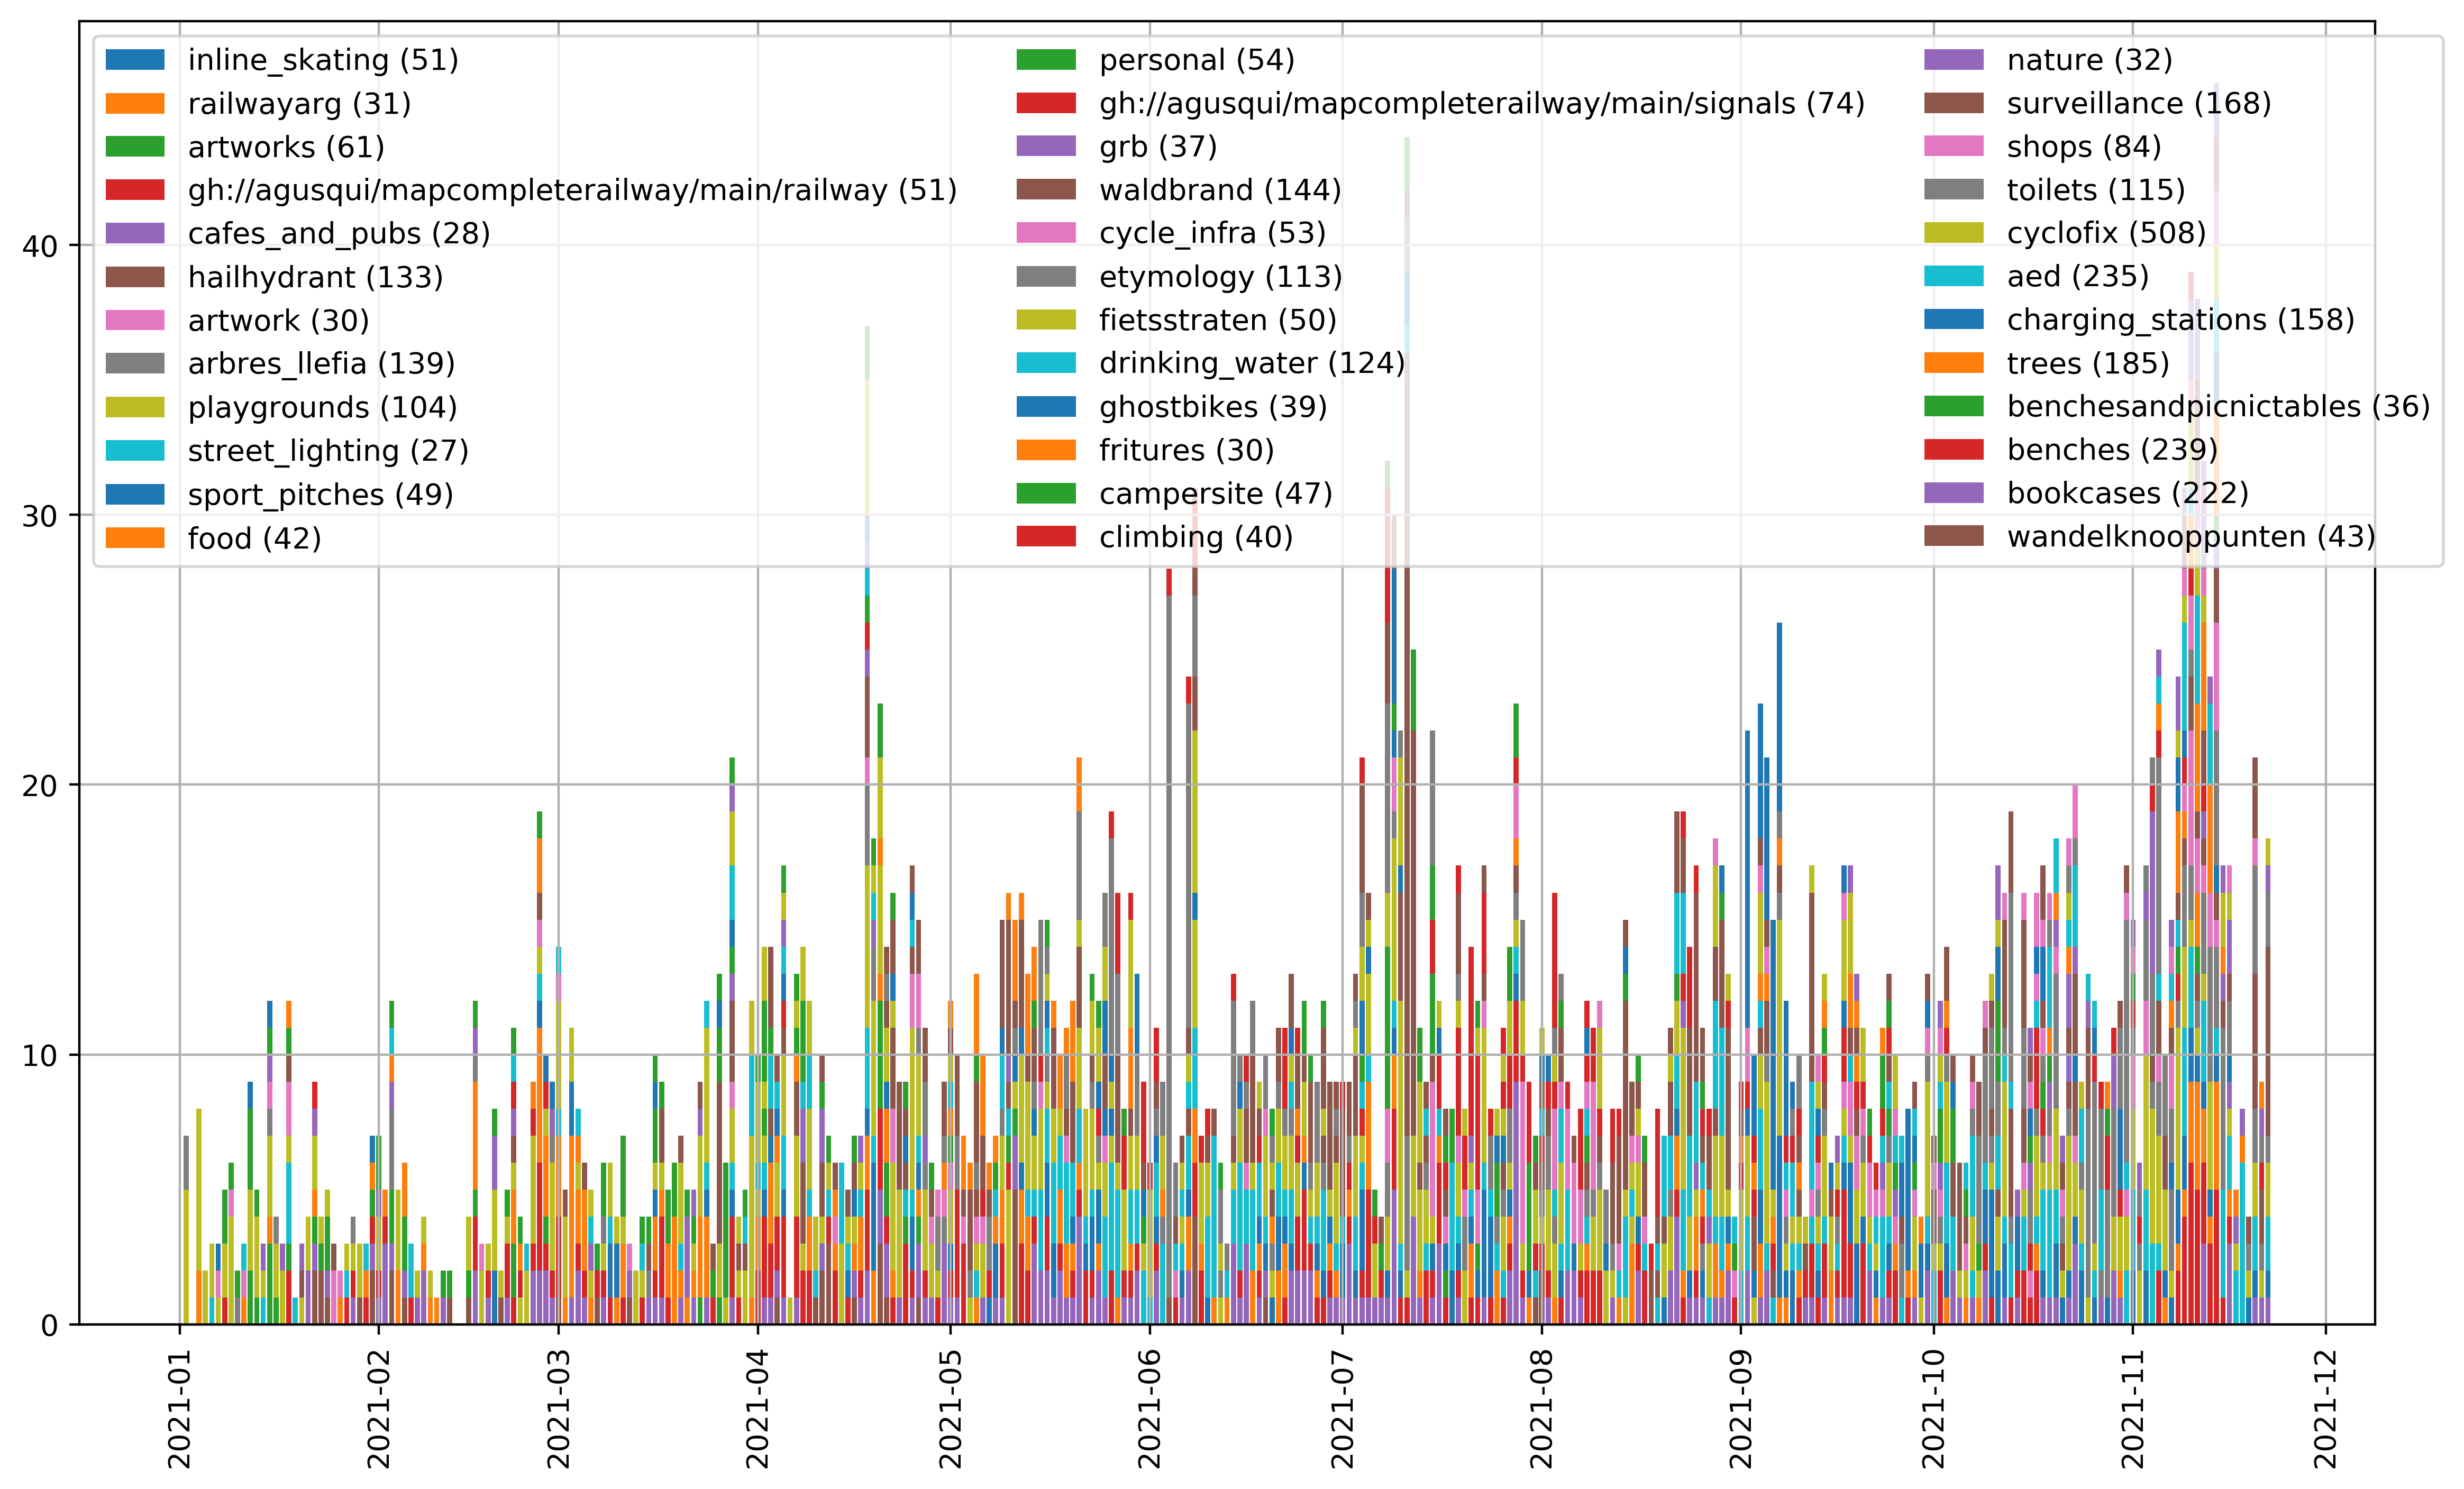 inline_skating (51)
railwayarg (31)
artworks (61)
gh://agusqui/mapcompleterailway/main/railway (51)
cafes_and_pubs (28)
hailhydrant (133)
artwork (30)
arbres_llefia (139)
playgrounds (104)
street_lighting (27)
sport_pitches (49)
food (42)
personal (54)
gh://agusqui/mapcompleterailway/main/signals (74)
grb (37)
waldbrand (144)
cycle_infra (53)
etymology (113)
fietsstraten (50)
drinking_water (124)
ghostbikes (39)
fritures (30)
campersite (47)
climbing (40)
nature (32)
surveillance (168)
shops (84)
toilets (115)
cyclofix (508)
aed (235)
charging_stations (158)
trees (185)
benchesandpicnictables (36)
benches (239)
bookcases (222)
wandelknooppunten (43)
40
30
20
10
0
2021-01
2021-02
2021-03
2021-04
2021-05
2021-06
2021-07
2021-08
2021-09
2021-10
2021-11
2021-12